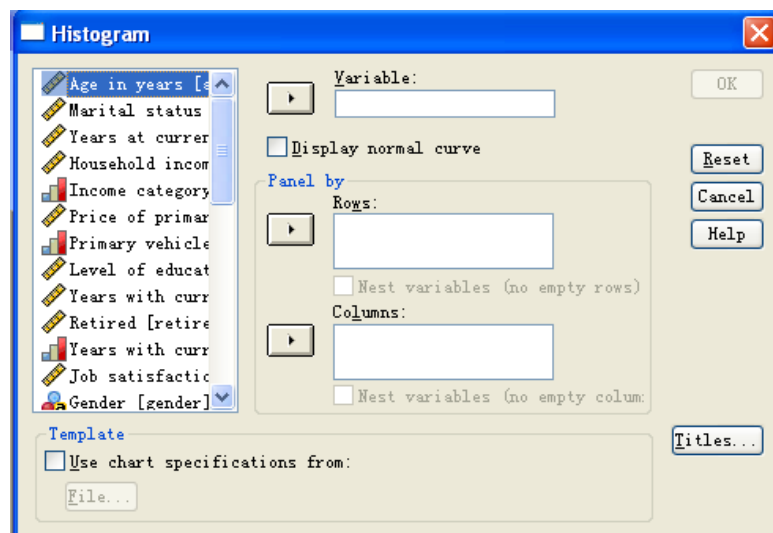 Histogram
Age in years [a
Marital status
Years at curren
Household incom
Income category
Price of primar
Primary vehicle
Level of educat
Years with curr
Retired [retire
Years with curr
Job satisfactic
Gender [gender]
Variable:
Display normal curve
Panel by
Rows:
Nest variables (no empty rows)
Columns:
Nest variables (no empty colum:
OK
Reset
Cancel
Help
Titles...
Template
Use chart specifications from:
File...